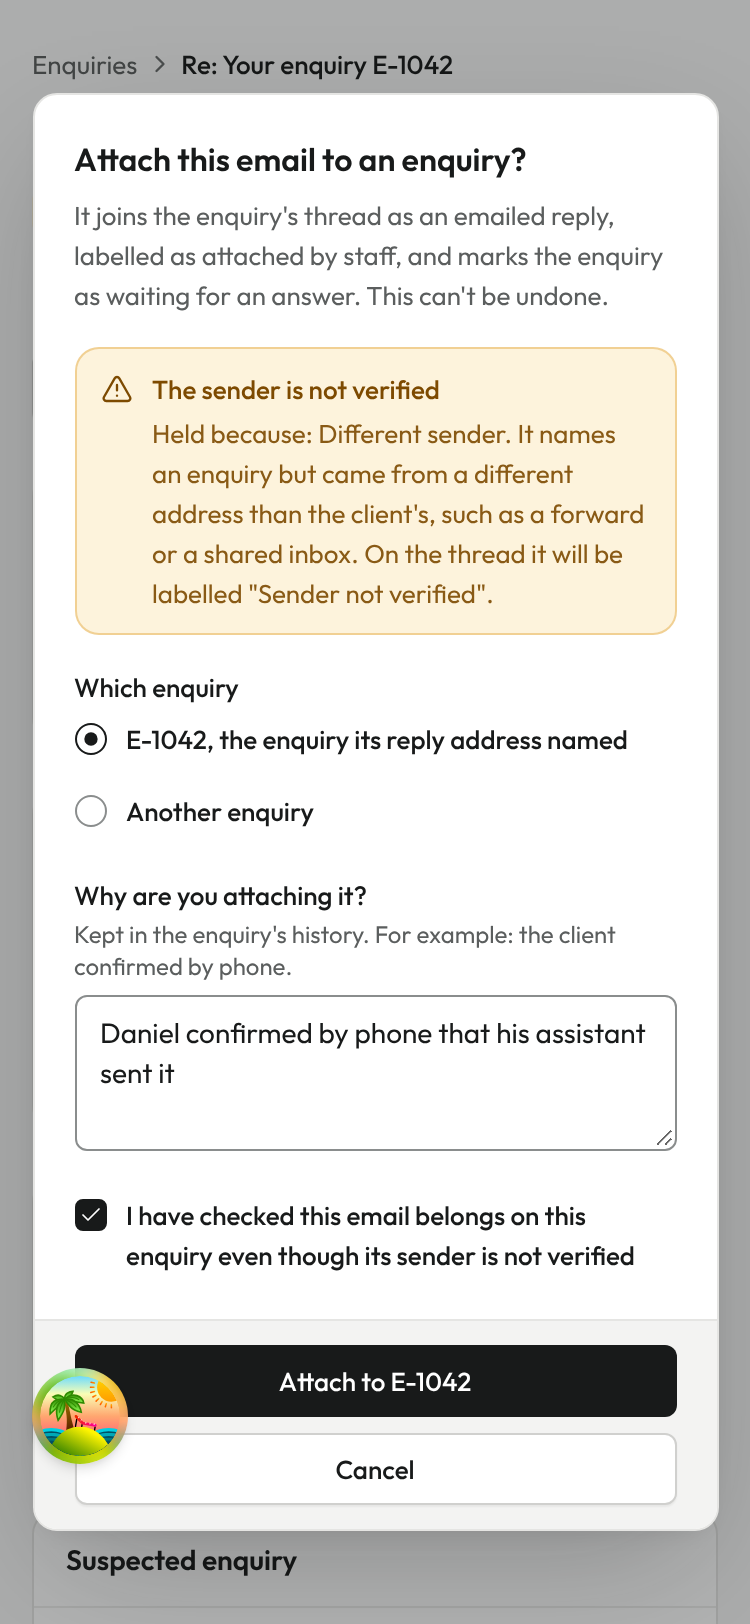 Enquiries > Re: Your enquiry E-1042
Attach this email to an enquiry?
It joins the enquiry's thread as an emailed reply,
labelled as attached by staff, and marks the enquiry
as waiting for an answer. This can't be undone.
The sender is not verified
Held because: Different sender. It names
an enquiry but came from a different
address than the client's, such as a forward
or a shared inbox. On the thread it will be
labelled "Sender not verified".
Which enquiry
E-1042, the enquiry its reply address named
Another enquiry
Why are you attaching it?
Kept in the enquiry's history. For example: the client
confirmed by phone.
Daniel confirmed by phone that his assistant
sent it
I have checked this email belongs on this
enquiry even though its sender is not verified
Attach to E-1042
Cancel
Suspected enquiry